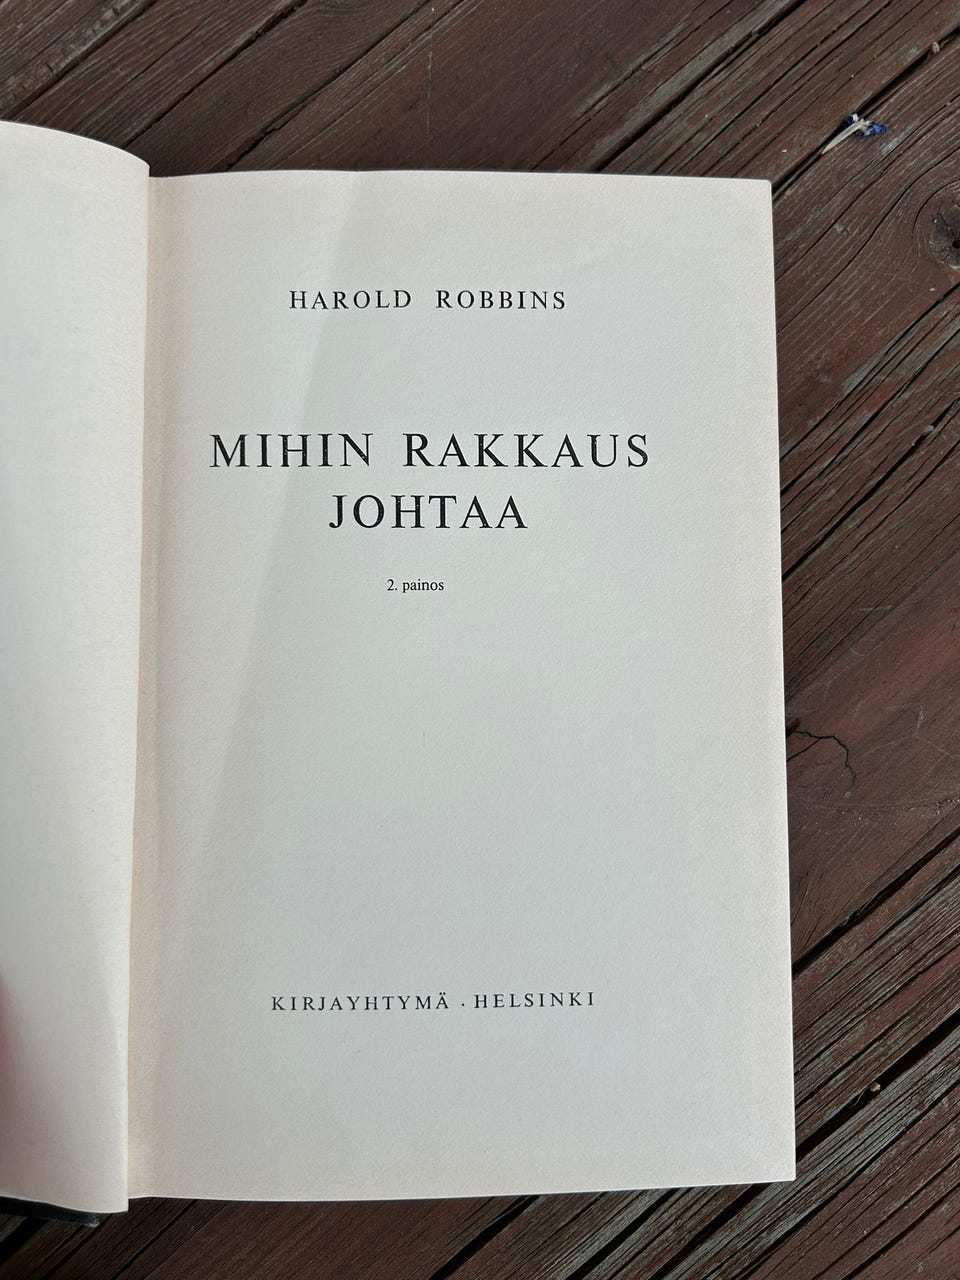 HAROLD ROBBINS
MIHIN RAKKAUS
JOHTAA
2. painos
KIRJAYHTYMÄ · HELSINKI